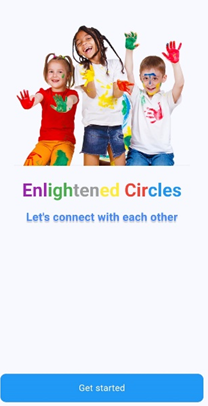 Enlightened Circles
Let's connect with each other
Get started